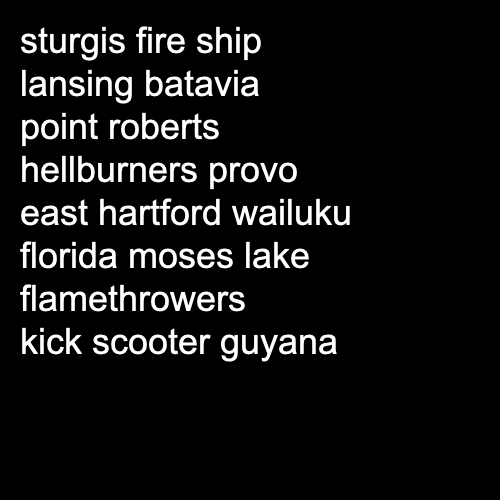 sturgis fire ship
lansing batavia
point roberts
hellburners provo
east hartford wailuku
florida moses lake
flamethrowers
kick scooter guyana